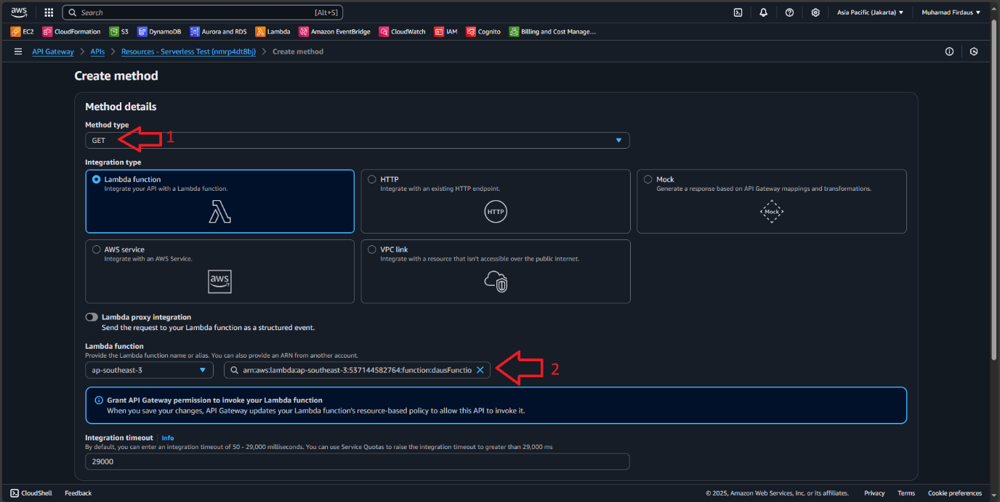 aws
Search [Alt+S]
Asia Pacific (Jakarta) ▼ Muhamad Firdaus ▼
EC2 CloudFormation S3 DynamoDB Aurora and RDS Lambda Amazon EventBridge CloudWatch IAM Cognito Billing and Cost Manage...
API Gateway > APIs > Resources - Serverless Test (nmrp4dt8bj) > Create method
Create method
Method details
Method type
GET 1
Integration type
Lambda function
Integrate your API with a Lambda function.
HTTP
Integrate with an existing HTTP endpoint.
HTTP
Mock
Generate a response based on API Gateway mappings and transformations.
Mock
AWS service
Integrate with an AWS Service.
aws
VPC link
Integrate with a resource that isn't accessible over the public internet.
Lambda proxy integration
Send the request to your Lambda function as a structured event.
Lambda function
Provide the Lambda function name or alias. You can also provide an ARN from another account.
ap-southeast-3 arn:aws:lambda:ap-southeast-3:537144582764:function:dausFunctio 2
Grant API Gateway permission to invoke your Lambda function
When you save your changes, API Gateway updates your Lambda function's resource-based policy to allow this API to invoke it.
Integration timeout Info
By default, you can enter an integration timeout of 50 - 29,000 milliseconds. You can use Service Quotas to raise the integration timeout to greater than 29,000 ms
29000
CloudShell Feedback © 2025, Amazon Web Services, Inc. or its affiliates. Privacy Terms Cookie preferences